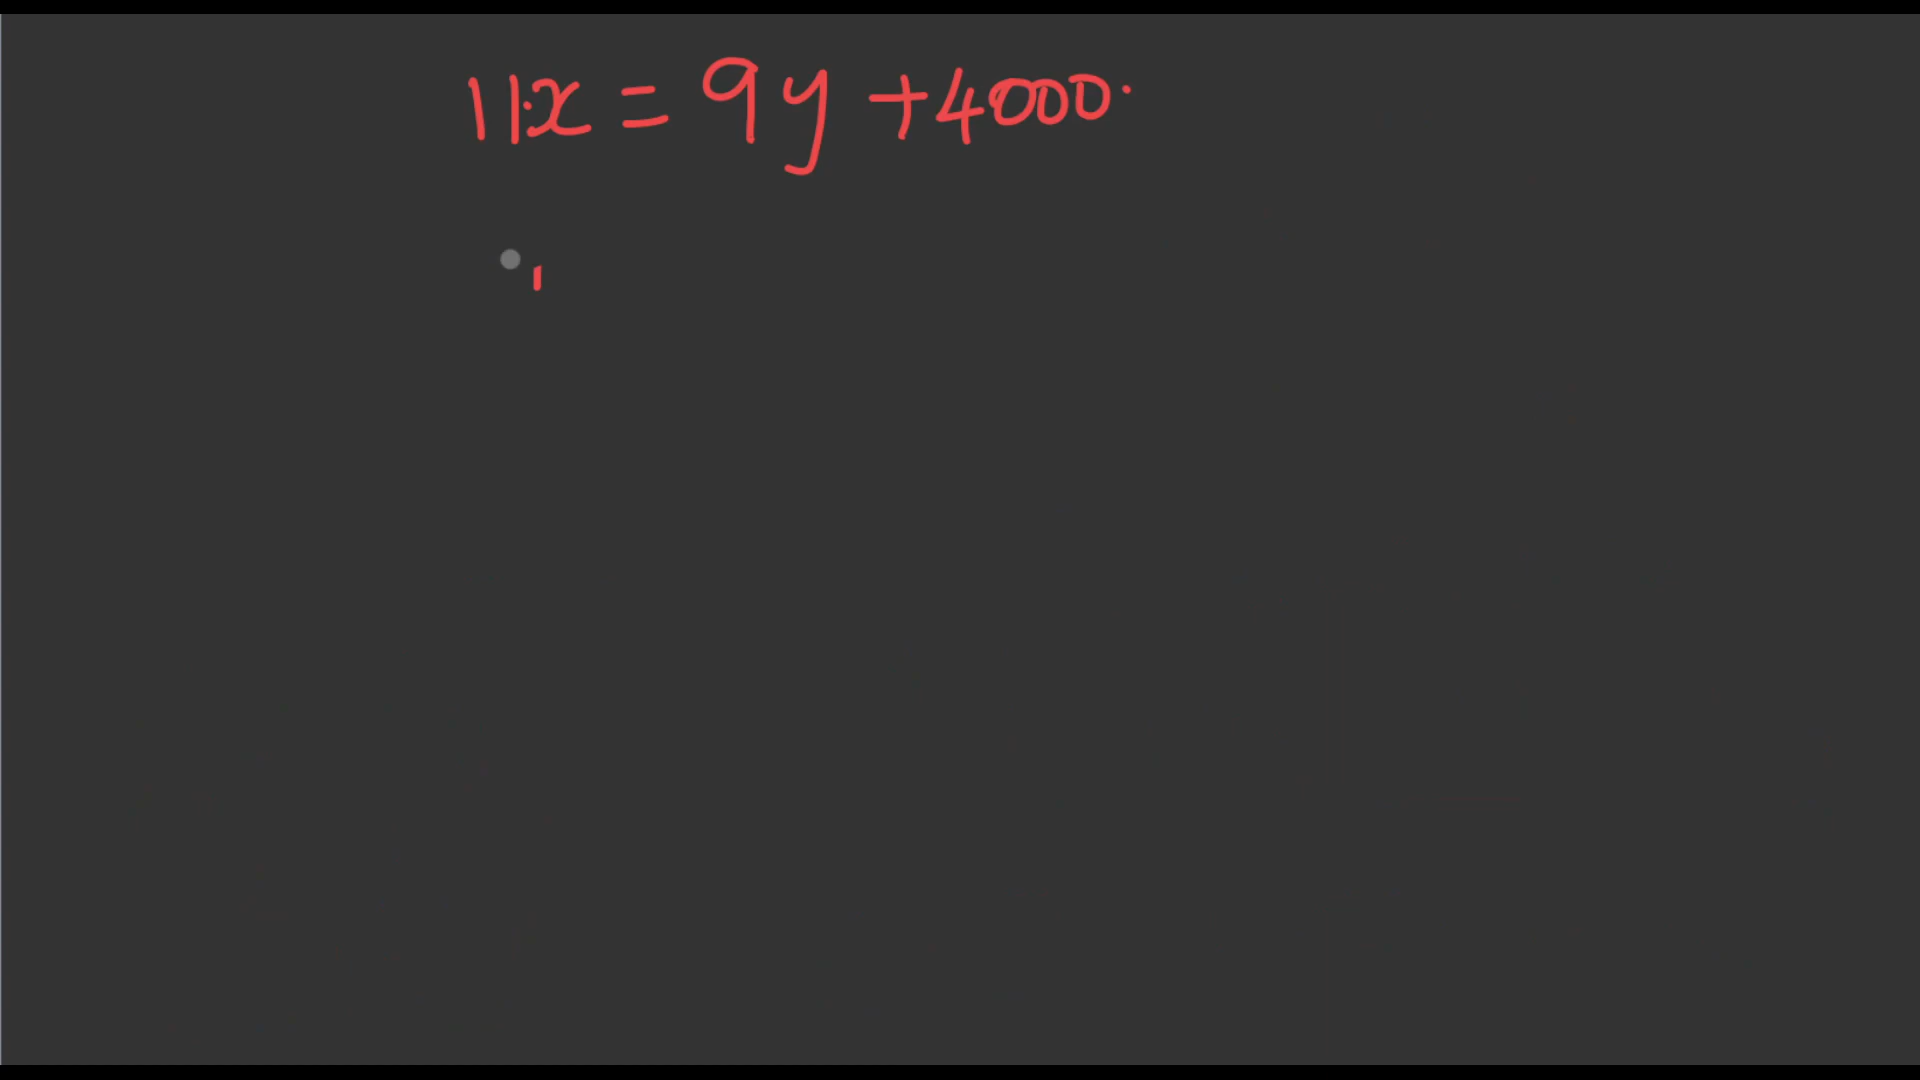 11x = 9y + 4000.